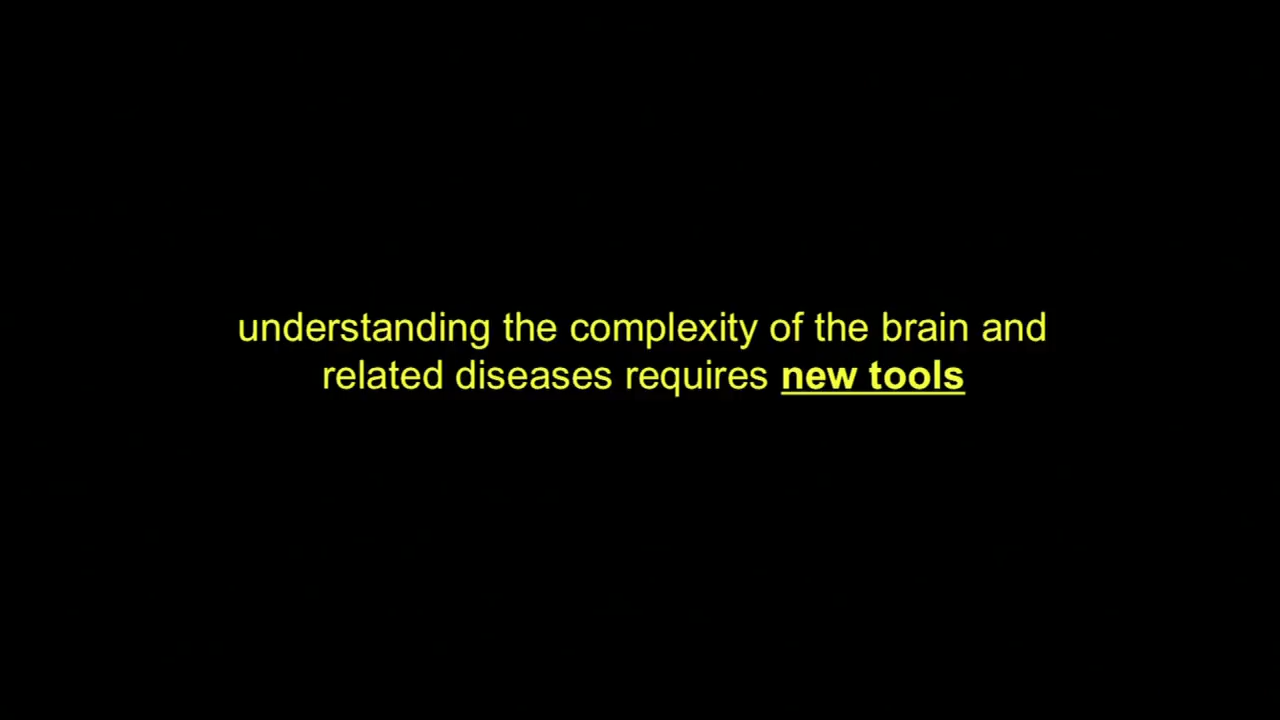 understanding the complexity of the brain and
related diseases requires new tools